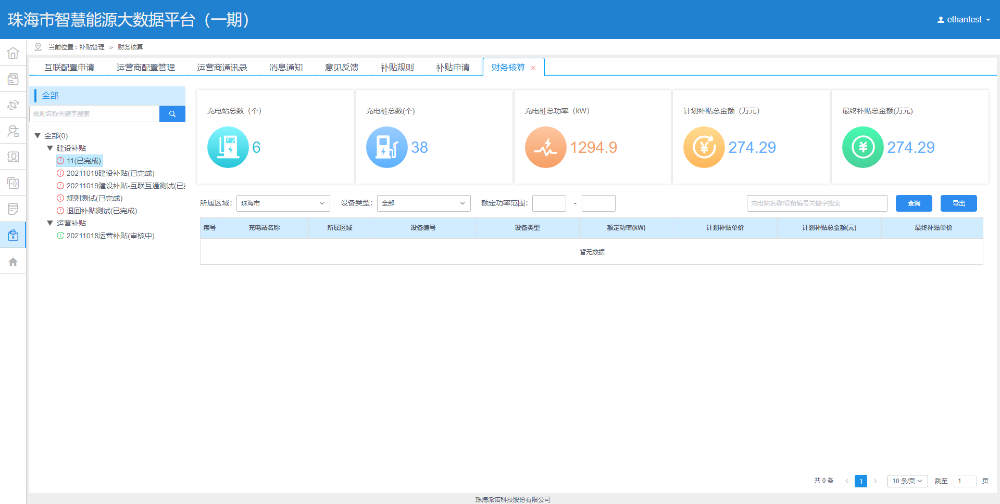 珠海市智慧能源大数据平台（一期）
ethantest
当前位置：补贴管理 > 财务核算
互联配置申请 运营商配置管理 运营商通讯录 消息通知 意见反馈 补贴规则 补贴申请 财务核算 ×
全部
规则名称关键字搜索
全部(0)
建设补贴
11(已完成)
20211018建设补贴(已完成)
20211019建设补贴-互联互通测试(已
规则测试(已完成)
退回补贴测试(已完成)
运营补贴
20211018运营补贴(审核中)
充电站总数（个）
6
充电桩总数(个)
38
充电桩总功率（kW）
1294.9
计划补贴总金额（万元）
¥
274.29
最终补贴总金额(万元)
¥
274.29
所属区域： 珠海市 设备类型： 全部 额定功率范围： - 充电站名称/设备编号关键字搜索 查询 导出
序号 充电站名称 所属区域 设备编号 设备类型 额定功率(kW) 计划补贴单价 计划补贴总金额(元) 最终补贴单价
暂无数据
共 0 条 < 1 > 10 条/页 跳至 1 页
珠海派诺科技股份有限公司